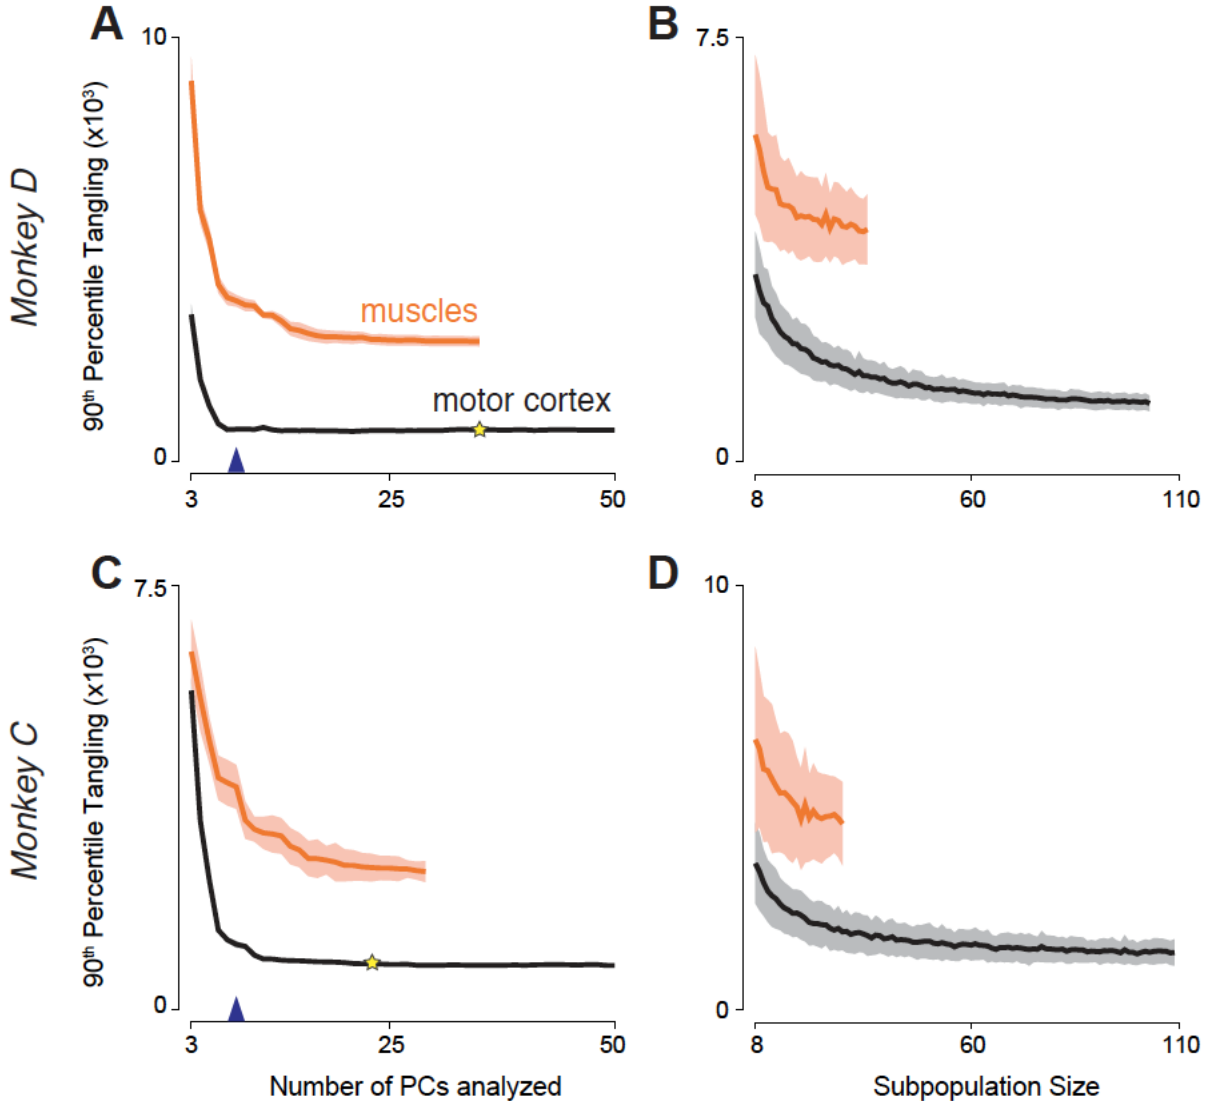 A
B
10
7.5
Monkey D
90th Percentile Tangling (x10³)
muscles
motor cortex
0
0
3
25
50
8
60
110
C
D
7.5
10
Monkey C
90th Percentile Tangling (x10³)
0
0
3
25
50
8
60
110
Number of PCs analyzed
Subpopulation Size